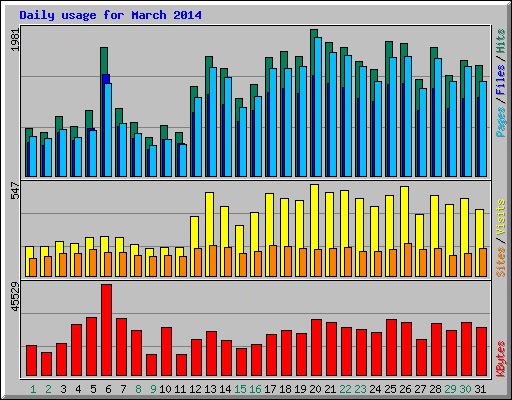 Daily usage for March 2014
1981
Pages / Files / Hits
547
Sites / Visits
45529
KBytes
1 2 3 4 5 6 7 8 9 10 11 12 13 14 15 16 17 18 19 20 21 22 23 24 25 26 27 28 29 30 31